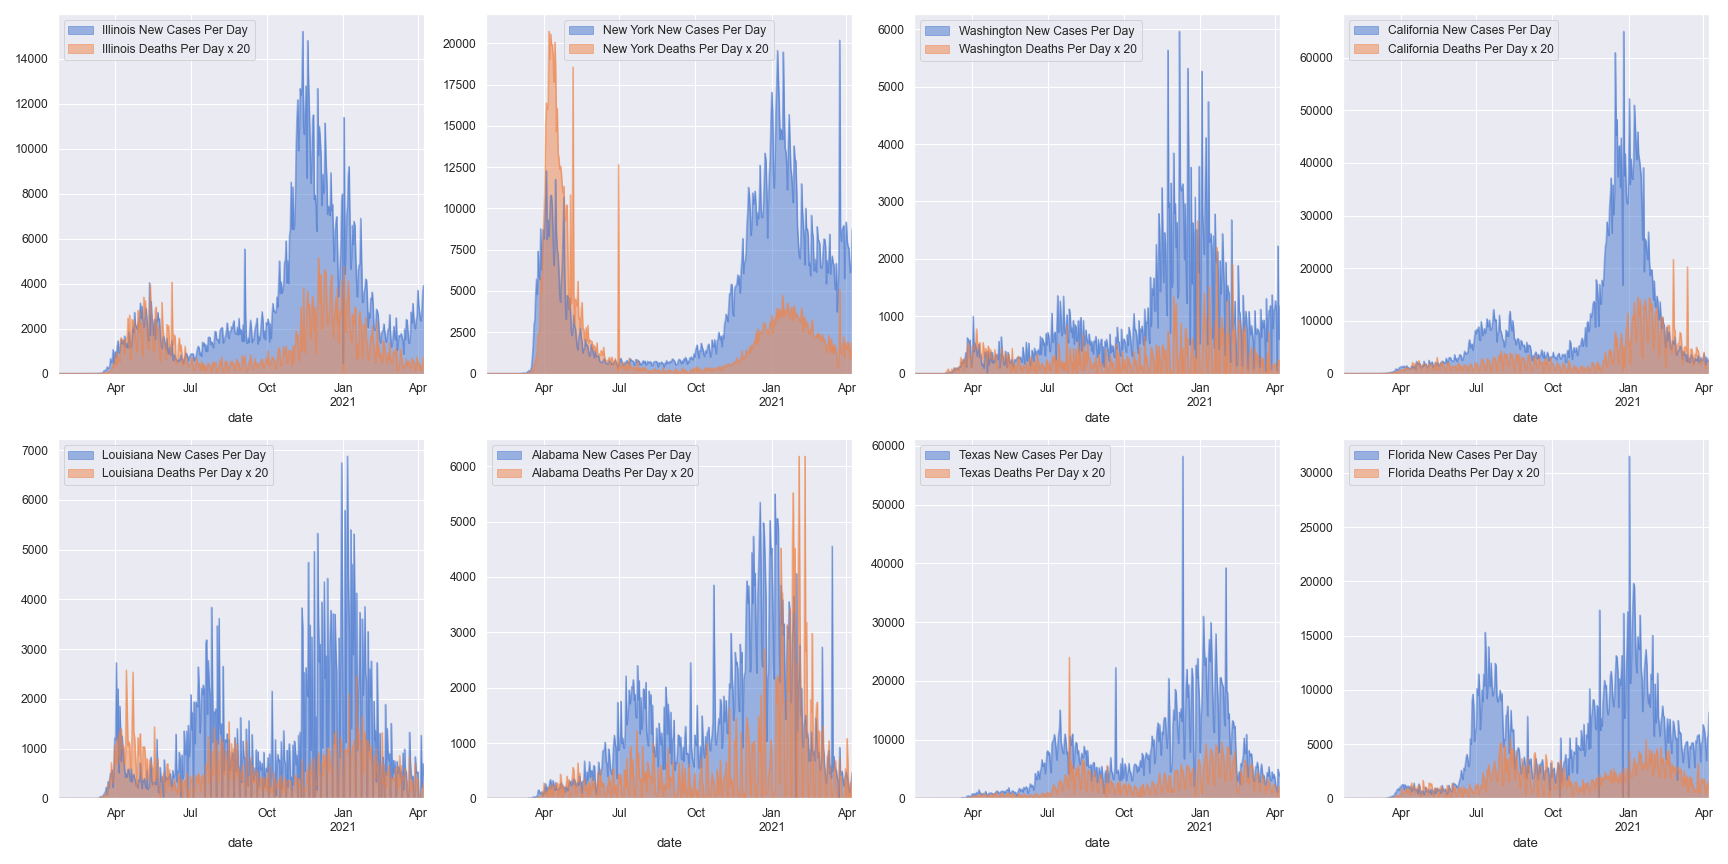 Illinois New Cases Per Day
Illinois Deaths Per Day x 20
14000
12000
10000
8000
6000
4000
2000
0
Apr Jul Oct Jan Apr
2021
date
New York New Cases Per Day
New York Deaths Per Day x 20
20000
17500
15000
12500
10000
7500
5000
2500
0
Apr Jul Oct Jan Apr
2021
date
Washington New Cases Per Day
Washington Deaths Per Day x 20
6000
5000
4000
3000
2000
1000
0
Apr Jul Oct Jan Apr
2021
date
California New Cases Per Day
California Deaths Per Day x 20
60000
50000
40000
30000
20000
10000
0
Apr Jul Oct Jan Apr
2021
date
Louisiana New Cases Per Day
Louisiana Deaths Per Day x 20
7000
6000
5000
4000
3000
2000
1000
0
Apr Jul Oct Jan Apr
2021
date
Alabama New Cases Per Day
Alabama Deaths Per Day x 20
6000
5000
4000
3000
2000
1000
0
Apr Jul Oct Jan Apr
2021
date
Texas New Cases Per Day
Texas Deaths Per Day x 20
60000
50000
40000
30000
20000
10000
0
Apr Jul Oct Jan Apr
2021
date
Florida New Cases Per Day
Florida Deaths Per Day x 20
30000
25000
20000
15000
10000
5000
0
Apr Jul Oct Jan Apr
2021
date